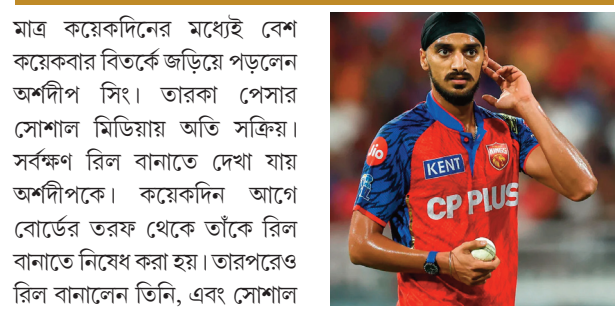 মাত্র কয়েকদিনের মধ্যেই বেশ
কয়েকবার বিতর্কে জড়িয়ে পড়লেন
অর্শদীপ সিং। তারকা পেসার
সোশাল মিডিয়ায় অতি সক্রিয়।
সর্বক্ষণ রিল বানাতে দেখা যায়
অর্শদীপকে। কয়েকদিন আগে
বোর্ডের তরফ থেকে তাঁকে রিল
বানাতে নিষেধ করা হয়। তারপরেও
রিল বানালেন তিনি, এবং সোশাল
Jio
KENT
CP PLUS